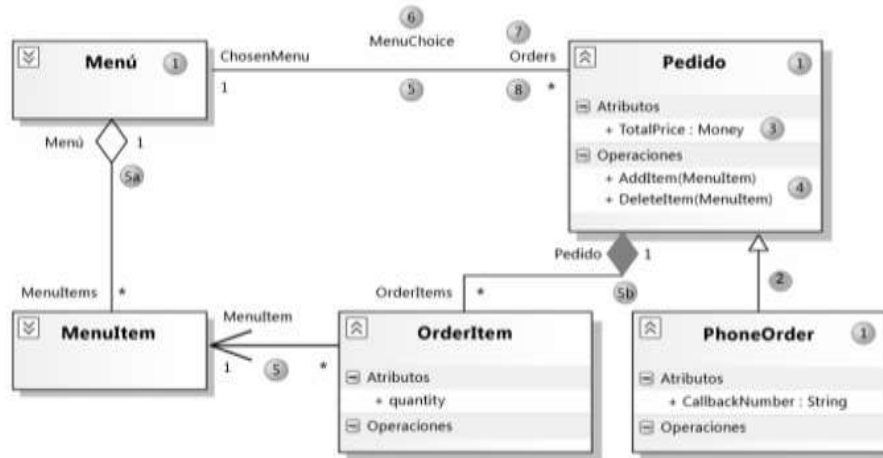 6
MenuChoice
7
Menú 1
ChosenMenu
Orders
1
5
8 *
Pedido 1
Atributos
+ TotalPrice : Money 3
Operaciones
+ AddItem(MenuItem)
+ DeleteItem(MenuItem)
4
Menú 1
5a
Pedido 1
5b
2
MenuItems *
OrderItems *
MenuItem
MenuItem
1
5
*
OrderItem
Atributos
+ quantity
Operaciones
PhoneOrder 1
Atributos
+ CallbackNumber : String
Operaciones